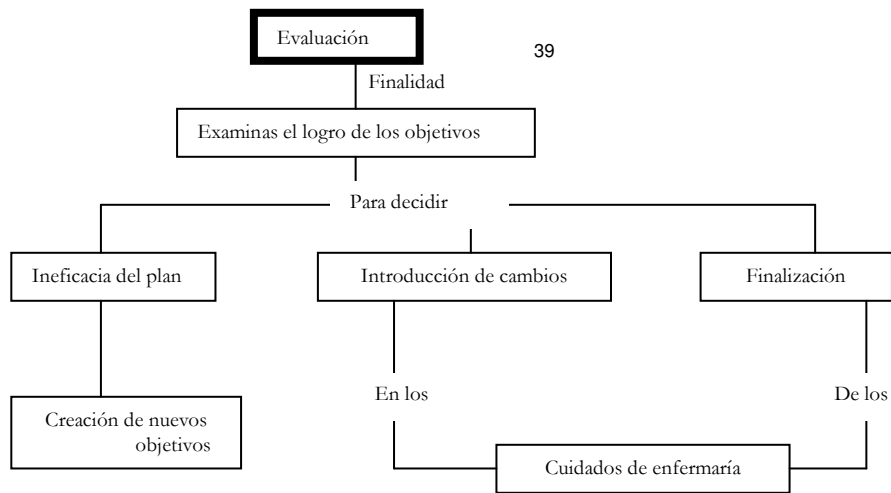 Evaluación
39
Finalidad
Examinas el logro de los objetivos
Para decidir
Ineficacia del plan
Introducción de cambios
Finalización
En los
De los
Creación de nuevos
objetivos
Cuidados de enfermaría